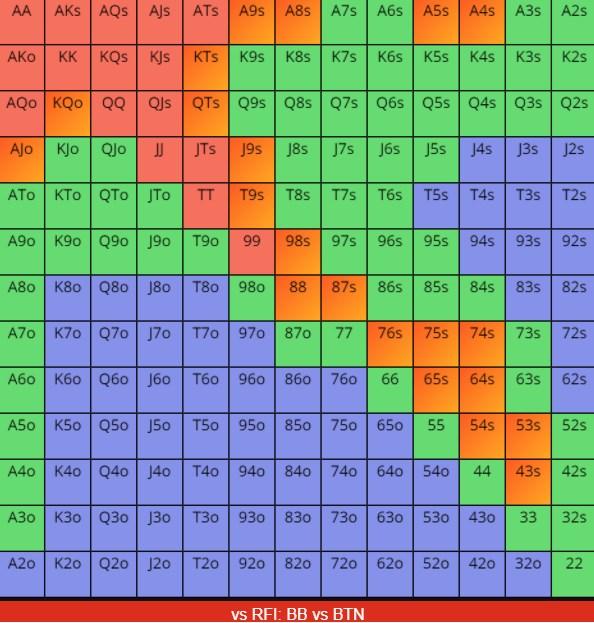 AA AKs AQs AJs ATs A9s A8s A7s A6s A5s A4s A3s A2s
AKo KK KQs KJs KTs K9s K8s K7s K6s K5s K4s K3s K2s
AQo KQo QQ QJs QTs Q9s Q8s Q7s Q6s Q5s Q4s Q3s Q2s
AJo KJo QJo JJ JTs J9s J8s J7s J6s J5s J4s J3s J2s
ATo KTo QTo JTo TT T9s T8s T7s T6s T5s T4s T3s T2s
A9o K9o Q9o J9o T9o 99 98s 97s 96s 95s 94s 93s 92s
A8o K8o Q8o J8o T8o 98o 88 87s 86s 85s 84s 83s 82s
A7o K7o Q7o J7o T7o 97o 87o 77 76s 75s 74s 73s 72s
A6o K6o Q6o J6o T6o 96o 86o 76o 66 65s 64s 63s 62s
A5o K5o Q5o J5o T5o 95o 85o 75o 65o 55 54s 53s 52s
A4o K4o Q4o J4o T4o 94o 84o 74o 64o 54o 44 43s 42s
A3o K3o Q3o J3o T3o 93o 83o 73o 63o 53o 43o 33 32s
A2o K2o Q2o J2o T2o 92o 82o 72o 62o 52o 42o 32o 22
vs RFI: BB vs BTN